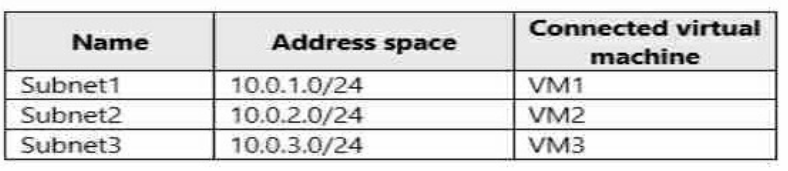 Name Address space Connected virtual machine
Subnet1 10.0.1.0/24 VM1
Subnet2 10.0.2.0/24 VM2
Subnet3 10.0.3.0/24 VM3